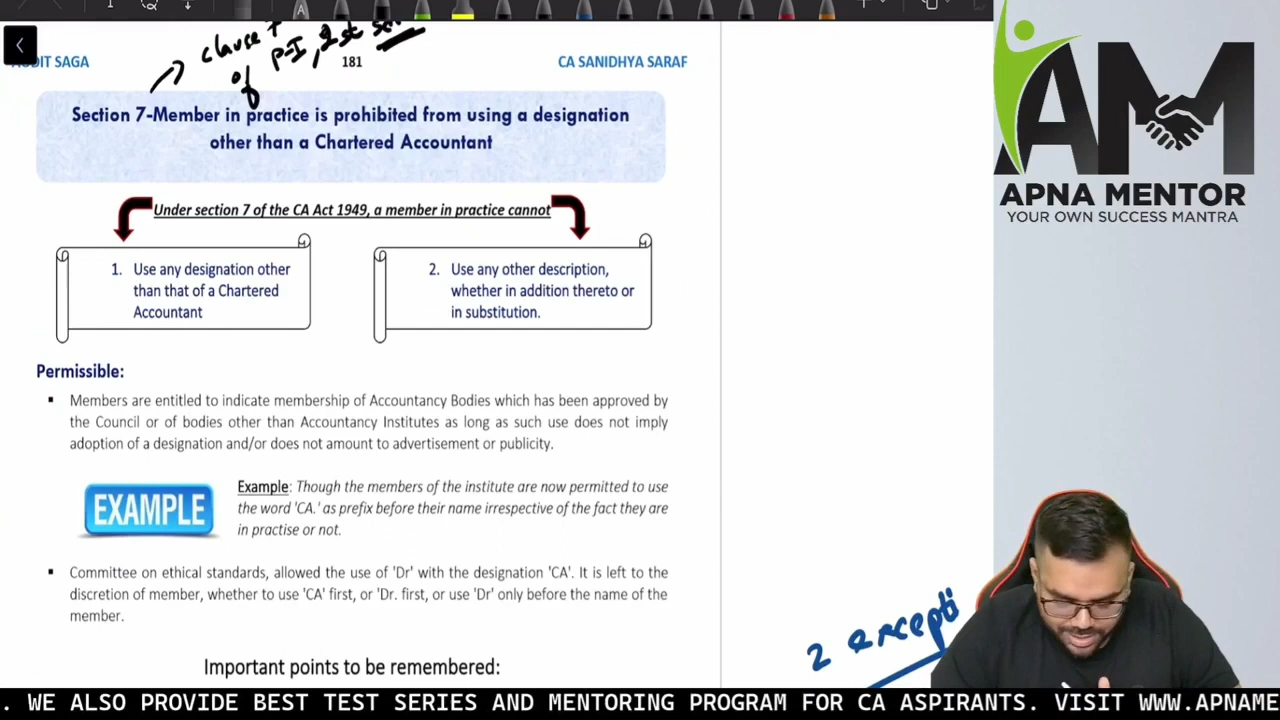 clause 7
of P-I, 1st
AUDIT SAGA 181 CA SANIDHYA SARAF
Section 7-Member in practice is prohibited from using a designation
other than a Chartered Accountant
Under section 7 of the CA Act 1949, a member in practice cannot
1. Use any designation other
than that of a Chartered
Accountant
2. Use any other description,
whether in addition thereto or
in substitution.
Permissible:
▪ Members are entitled to indicate membership of Accountancy Bodies which has been approved by
the Council or of bodies other than Accountancy Institutes as long as such use does not imply
adoption of a designation and/or does not amount to advertisement or publicity.
EXAMPLE
Example: Though the members of the institute are now permitted to use
the word 'CA.' as prefix before their name irrespective of the fact they are
in practise or not.
▪ Committee on ethical standards, allowed the use of 'Dr' with the designation 'CA'. It is left to the
discretion of member, whether to use 'CA' first, or 'Dr. first, or use 'Dr' only before the name of the
member.
2 excepti
Important points to be remembered:
AM
APNA MENTOR
YOUR OWN SUCCESS MANTRA
. WE ALSO PROVIDE BEST TEST SERIES AND MENTORING PROGRAM FOR CA ASPIRANTS. VISIT WWW.APNAME